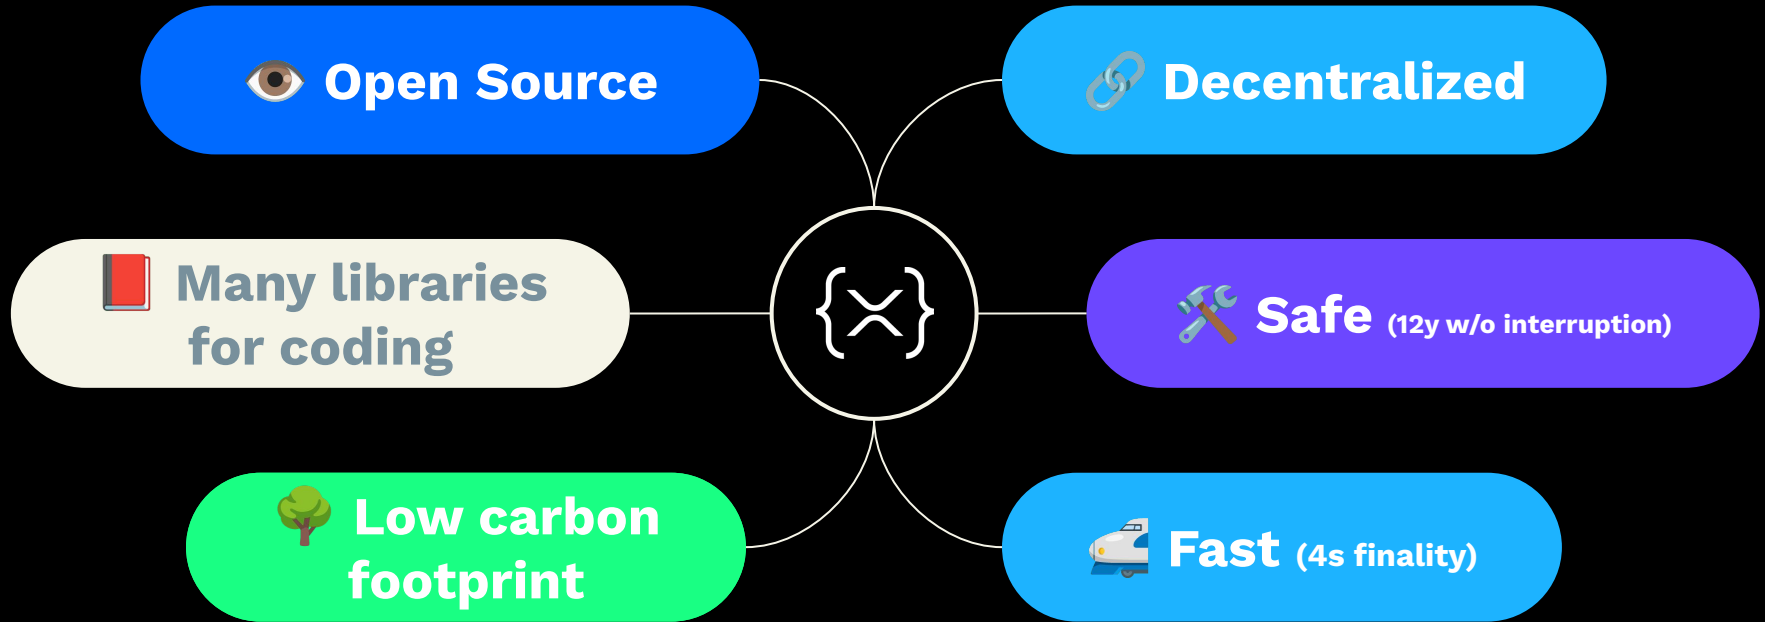 Open Source
Decentralized
Many libraries
for coding
Safe (12y w/o interruption)
Low carbon
footprint
Fast (4s finality)